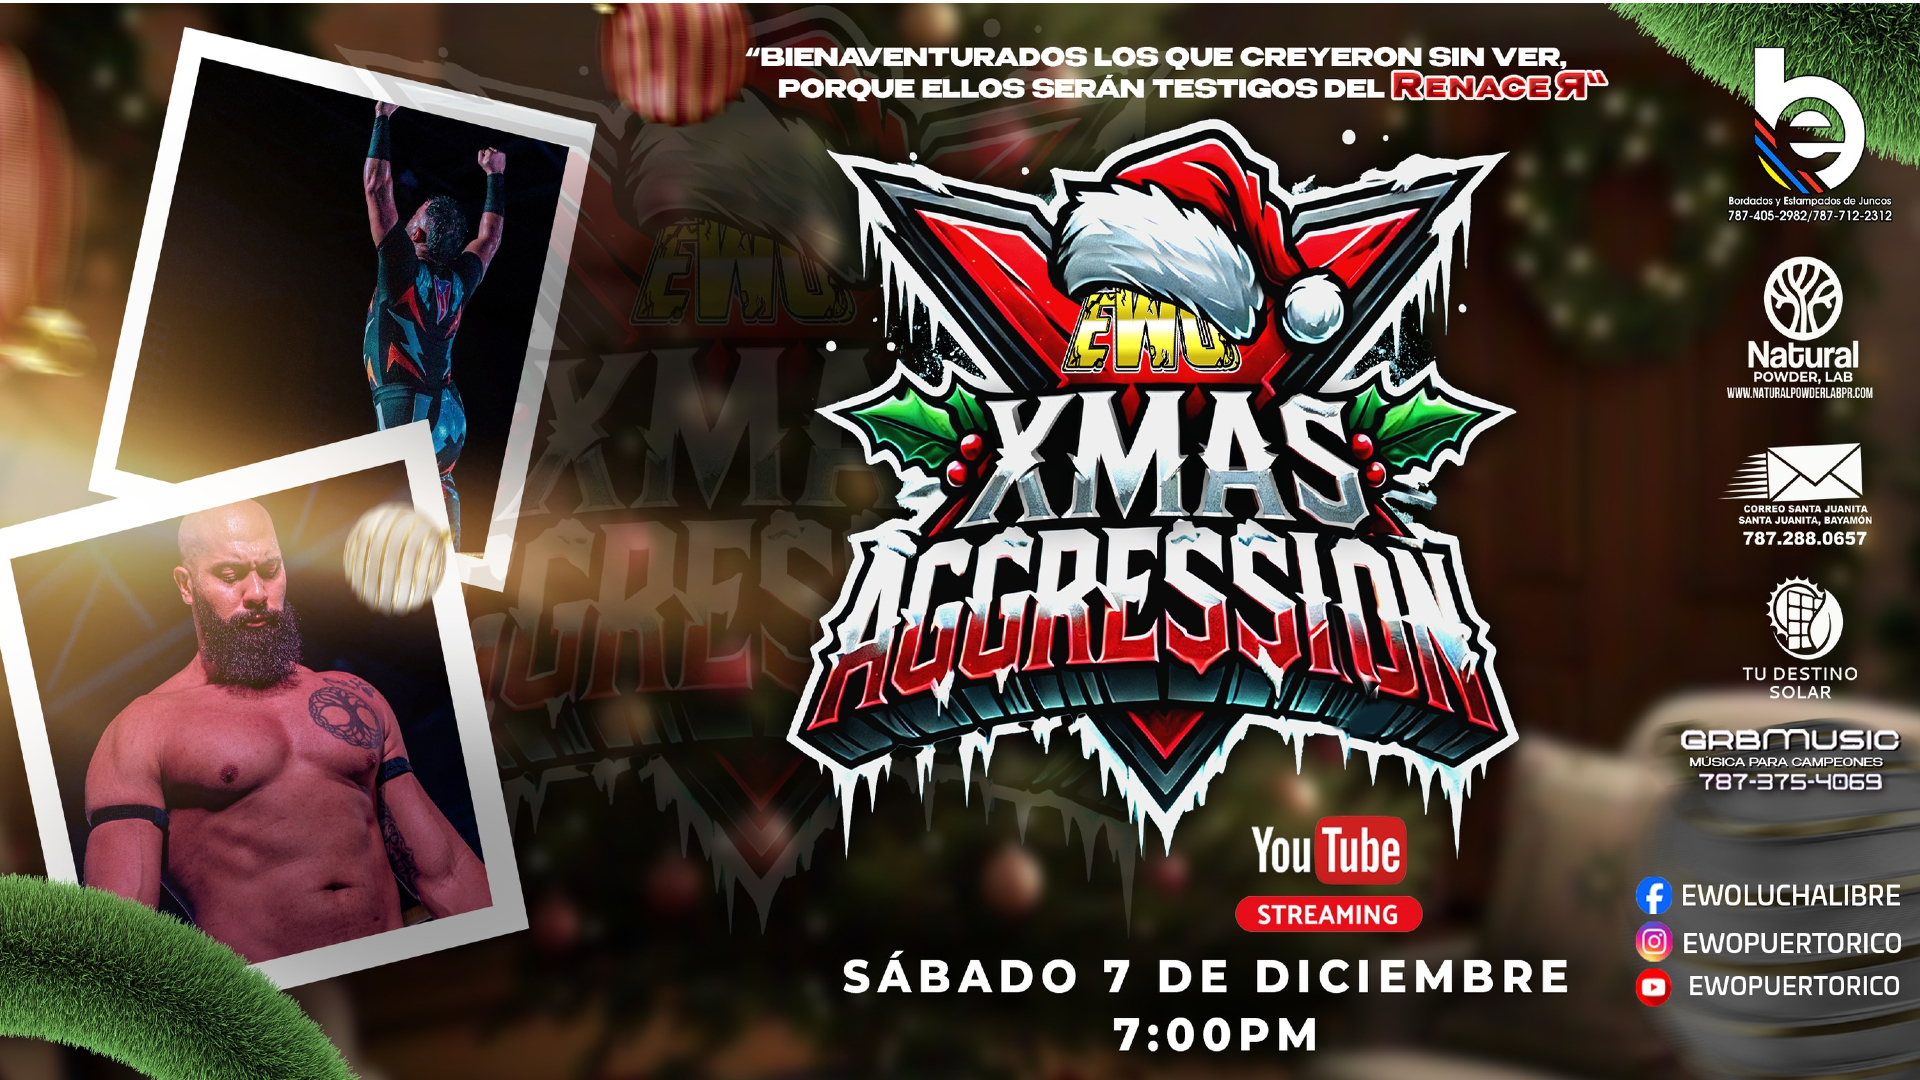 “BIENAVENTURADOS LOS QUE CREYERON SIN VER,
PORQUE ELLOS SERÁN TESTIGOS DEL RENACEЯ“
EWO
XMAS
AGGRESSION
YouTube
STREAMING
SÁBADO 7 DE DICIEMBRE
7:00PM
be
Bordados y Estampados de Juncos
787-405-2982/787-712-2312
Natural
POWDER, LAB
WWW.NATURALPOWDERLABPR.COM
CORREO SANTA JUANITA
SANTA JUANITA, BAYAMÓN
787.288.0657
TU DESTINO
SOLAR
GRBMUSIC
MÚSICA PARA CAMPEONES
787-375-4069
EWOLUCHALIBRE
EWOPUERTORICO
EWOPUERTORICO